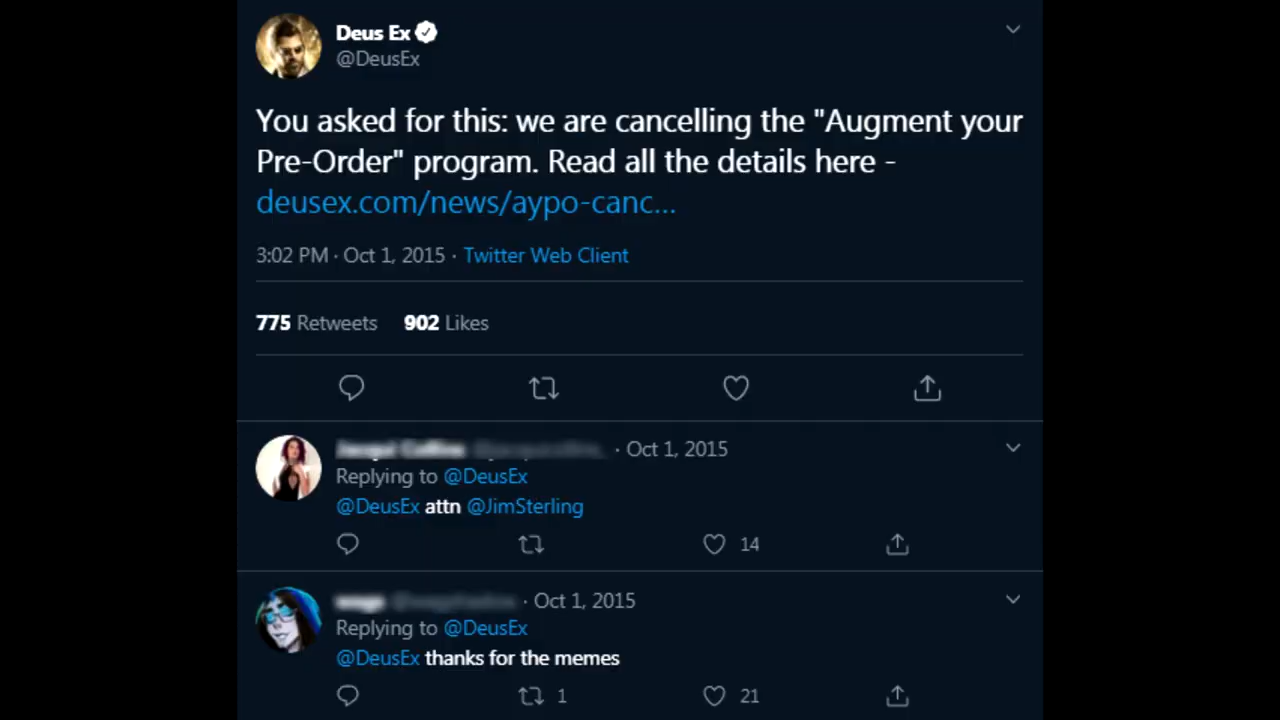 Deus Ex
@DeusEx
You asked for this: we are cancelling the "Augment your
Pre-Order" program. Read all the details here -
deusex.com/news/aypo-canc...
3:02 PM · Oct 1, 2015 · Twitter Web Client
775 Retweets 902 Likes
· Oct 1, 2015
Replying to @DeusEx
@DeusEx attn @JimSterling
14
· Oct 1, 2015
Replying to @DeusEx
@DeusEx thanks for the memes
1 21